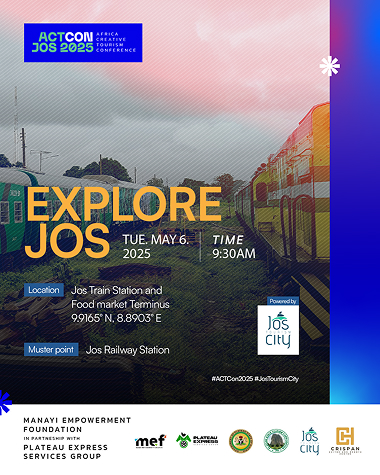 ACTCON
JOS 2025
AFRICA
CREATIVE
TOURISM
CONFERENCE
EXPLORE
JOS
TUE. MAY 6.
2025
TIME
9:30AM
Location
Jos Train Station and
Food market Terminus
9.9165° N, 8.8903° E
Muster point
Jos Railway Station
Powered by
Jos
City
#ACTCon2025 #JosTourismCity
MANAYI EMPOWERMENT
FOUNDATION
IN PARTNERSHIP WITH
PLATEAU EXPRESS
SERVICES GROUP
mef
PLATEAU
EXPRESS
Jos
City
CRISPAN